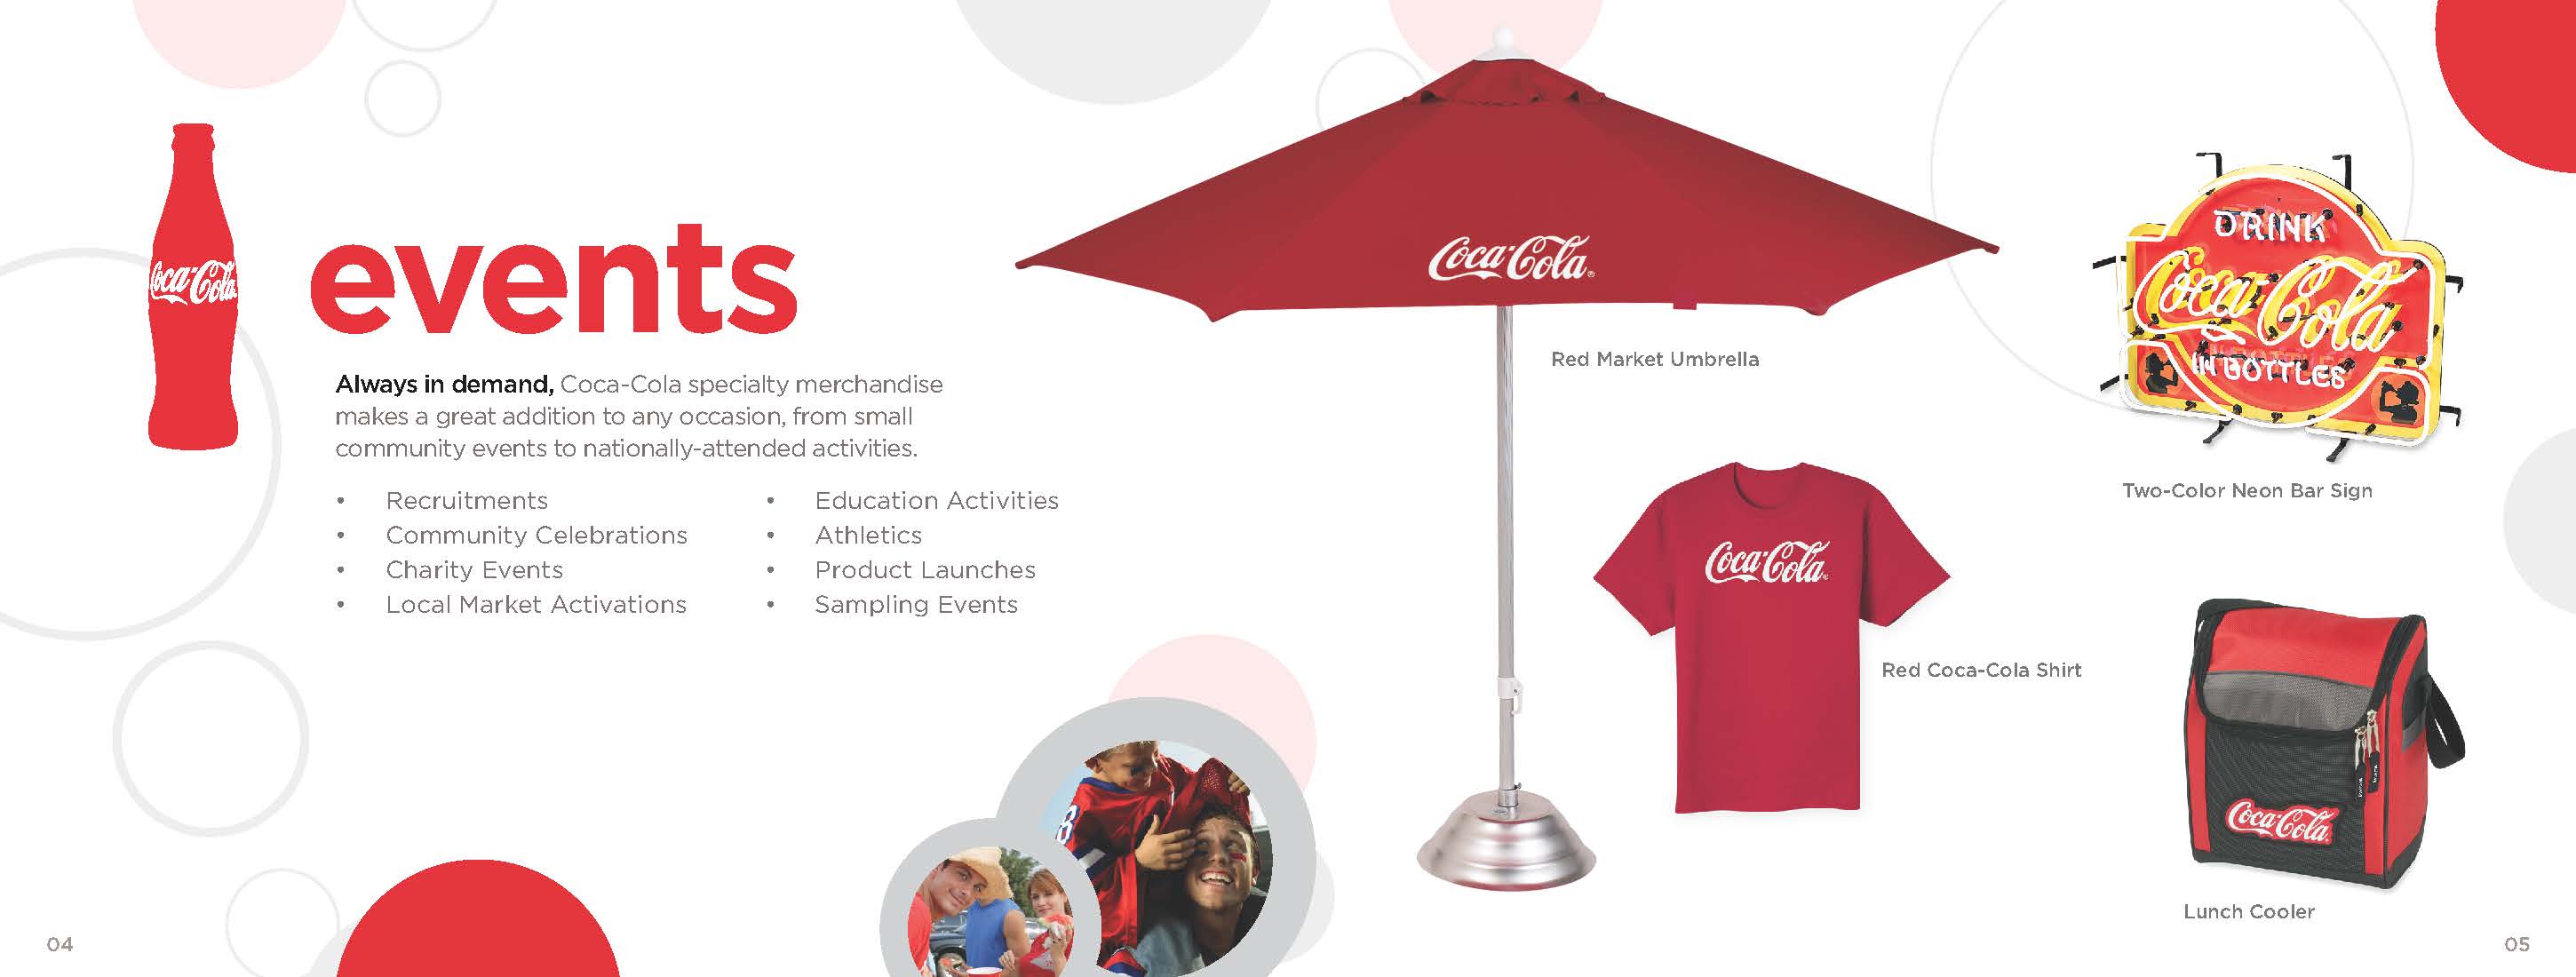 Coca-Cola
events
Always in demand, Coca-Cola specialty merchandise
makes a great addition to any occasion, from small
community events to nationally-attended activities.
• Recruitments
• Community Celebrations
• Charity Events
• Local Market Activations
• Education Activities
• Athletics
• Product Launches
• Sampling Events
04
Coca-Cola®
Red Market Umbrella
Coca-Cola®
Red Coca-Cola Shirt
DRINK
Coca-Cola
IN BOTTLES
Two-Color Neon Bar Sign
Coca-Cola
Lunch Cooler
05